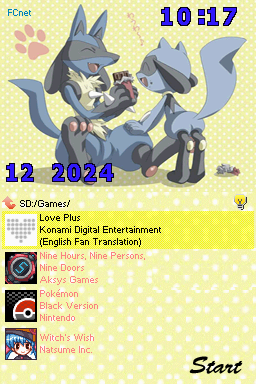 FCnet
10:17
12 2024
SD:/Games/
Love Plus
Konami Digital Entertainment
(English Fan Translation)
Nine Hours, Nine Persons,
Nine Doors
Aksys Games
Pokémon
Black Version
Nintendo
Witch's Wish
Natsume Inc.
Start